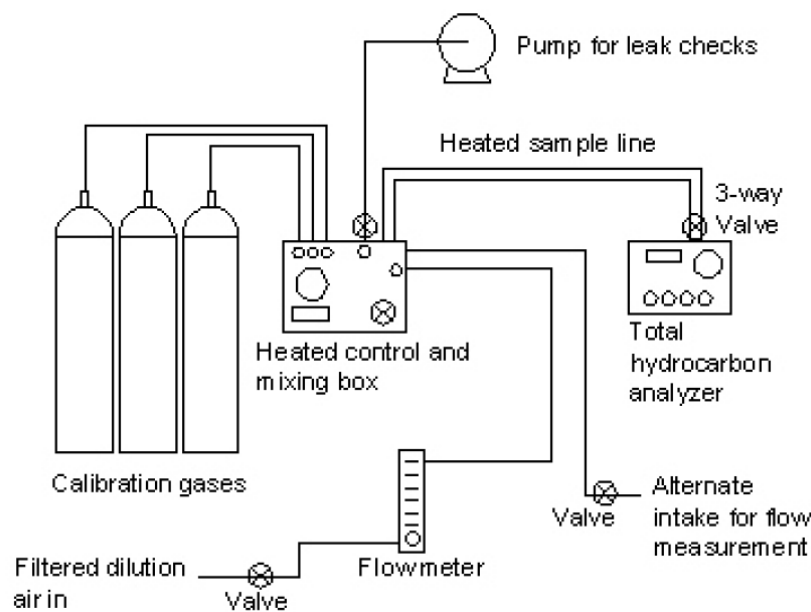 Pump for leak checks
Heated sample line
3-way
Valve
Heated control and
mixing box
Total
hydrocarbon
analyzer
Calibration gases
Alternate
intake for flow
measurement
Valve
Flowmeter
Filtered dilution
air in
Valve